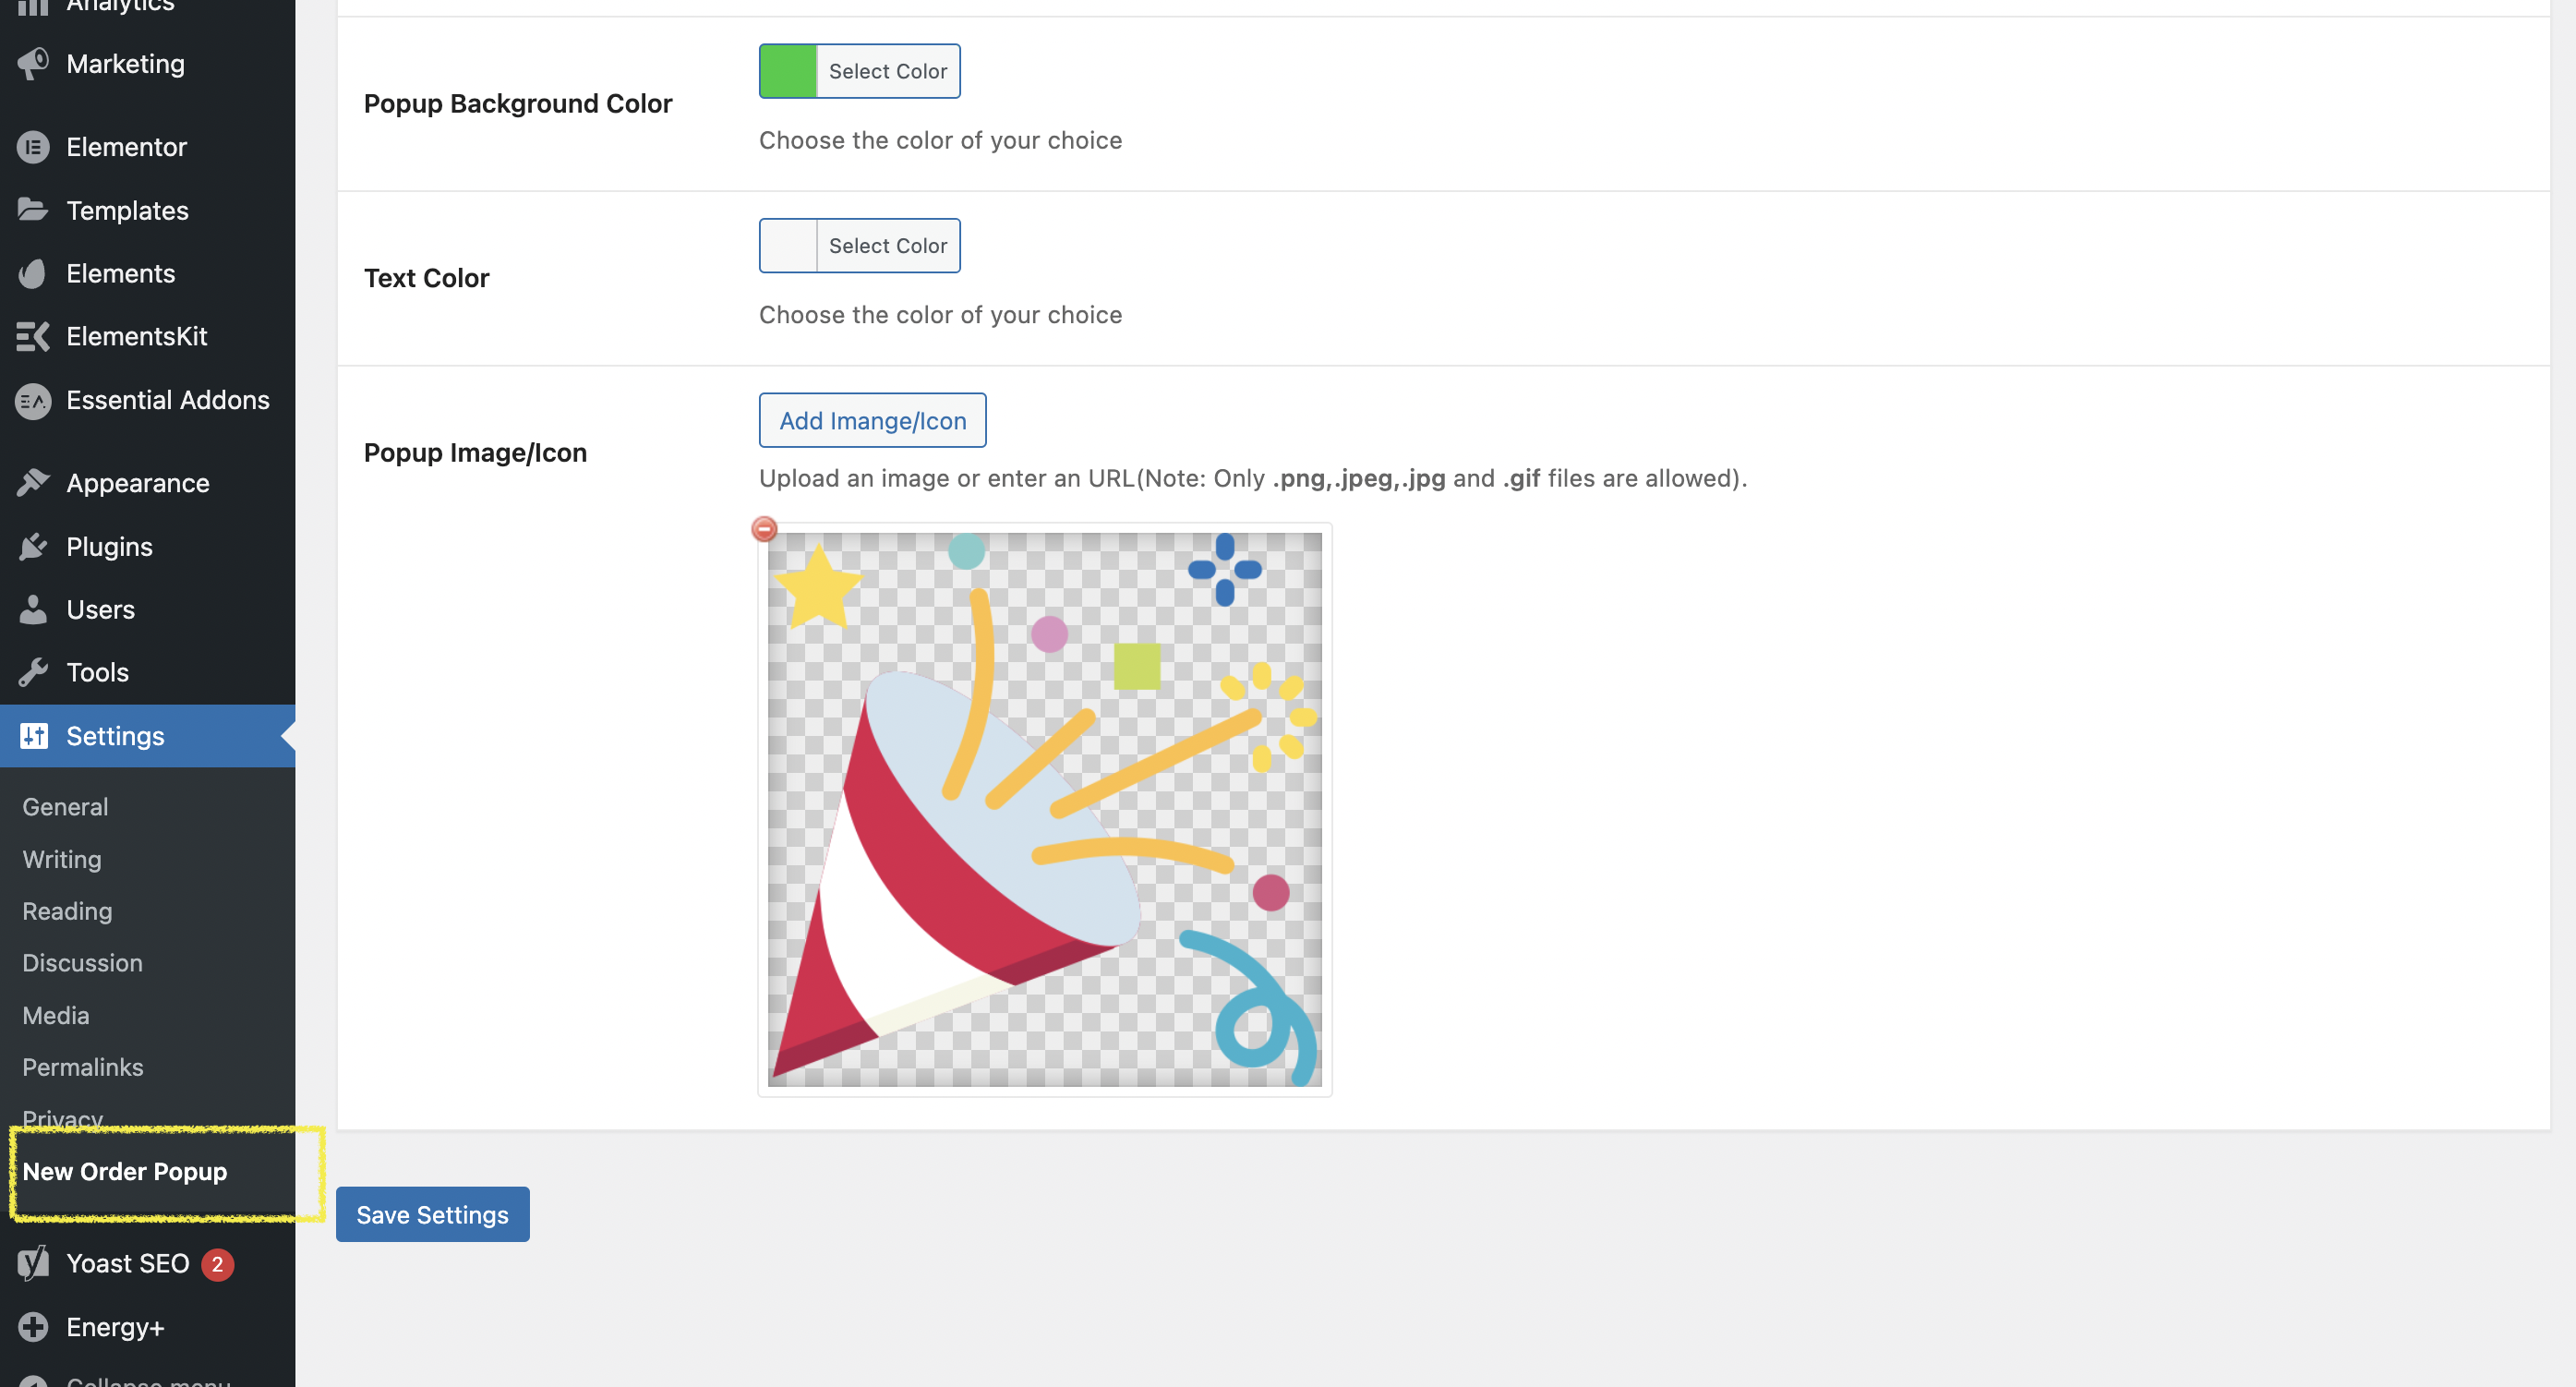 Analytics
Marketing
Elementor
Templates
Elements
ElementsKit
Essential Addons
Appearance
Plugins
Users
Tools
Settings
General
Writing
Reading
Discussion
Media
Permalinks
Privacy
New Order Popup
Yoast SEO 2
Energy+
Collapse menu
Popup Background Color
Select Color
Choose the color of your choice
Text Color
Select Color
Choose the color of your choice
Popup Image/Icon
Add Imange/Icon
Upload an image or enter an URL(Note: Only .png,.jpeg,.jpg and .gif files are allowed).
Save Settings